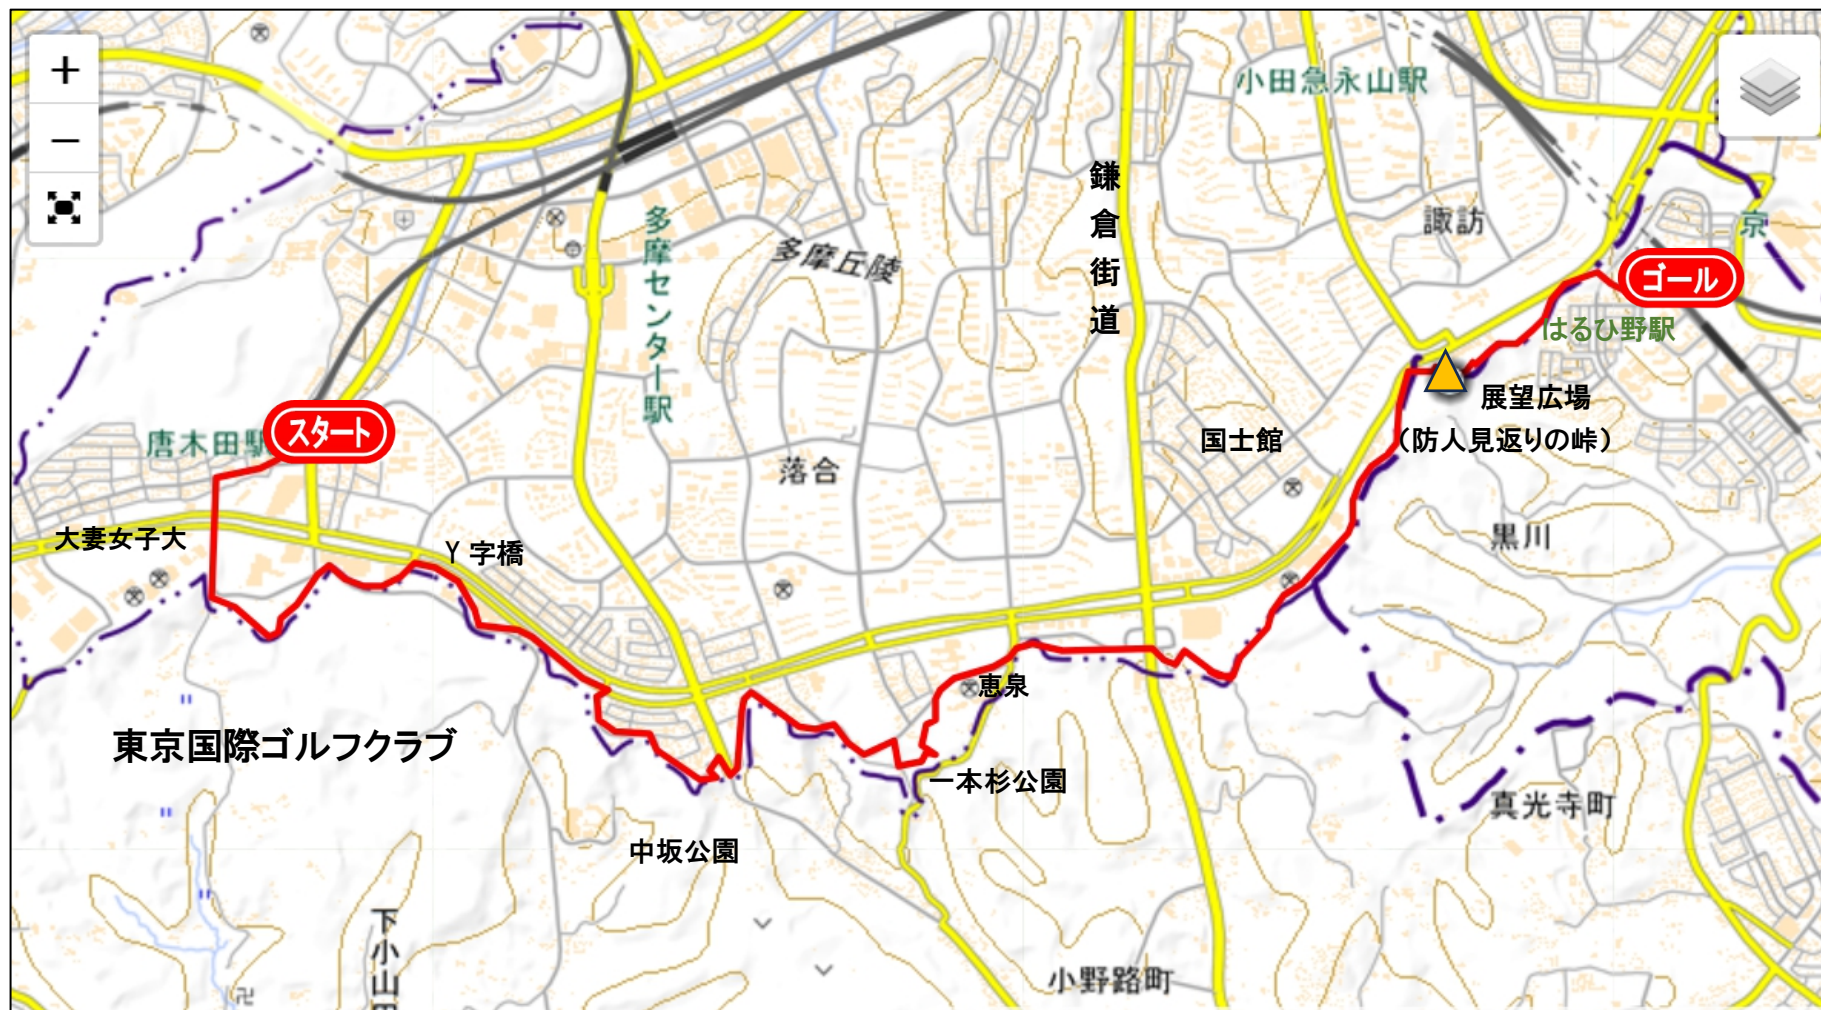 +
−
小田急永山駅
鎌倉街道
諏訪
京
多摩センター駅
多摩丘陵
ゴール
はるひ野駅
展望広場
（防人見返りの峠）
スタート
唐木田駅
国士館
落合
大妻女子大
Y 字橋
黒川
恵泉
東京国際ゴルフクラブ
一本杉公園
真光寺町
中坂公園
下小山田
小野路町